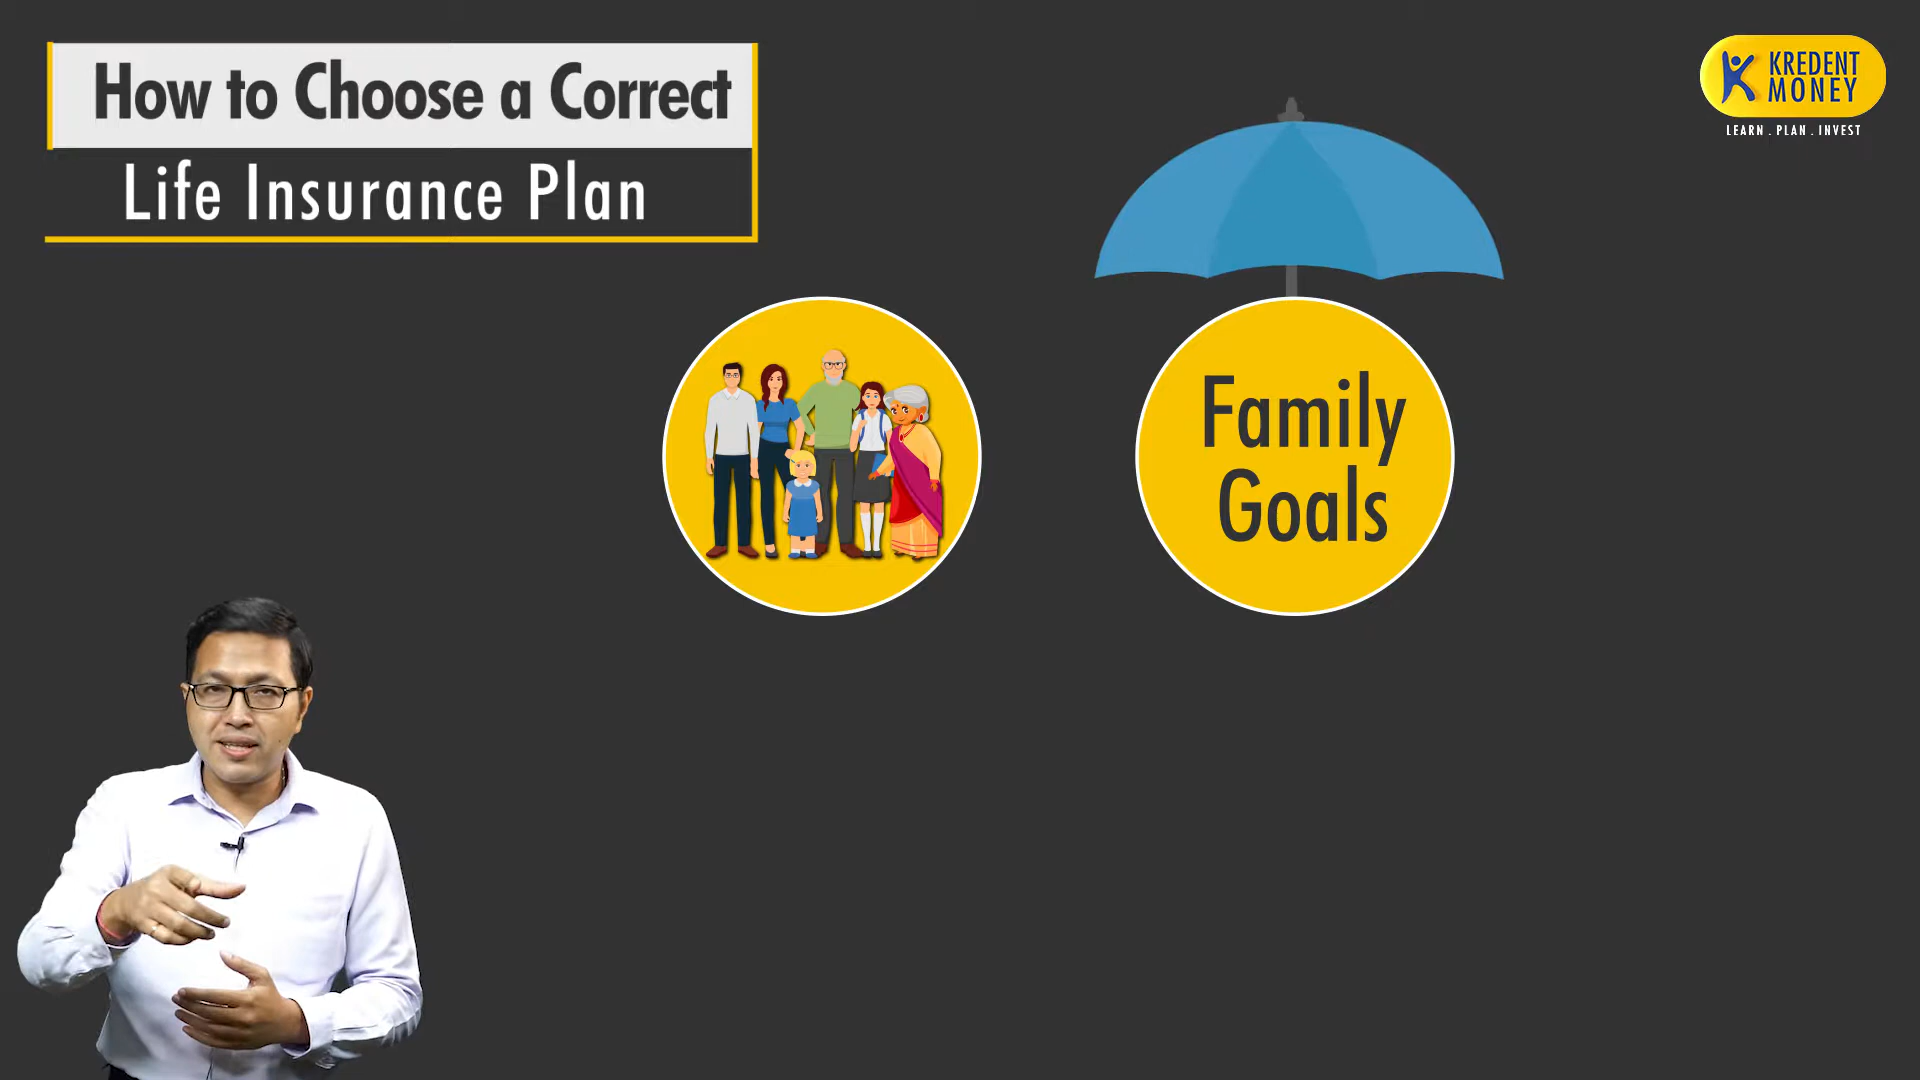 How to Choose a Correct
Life Insurance Plan
KREDENT
MONEY
LEARN . PLAN . INVEST
Family
Goals